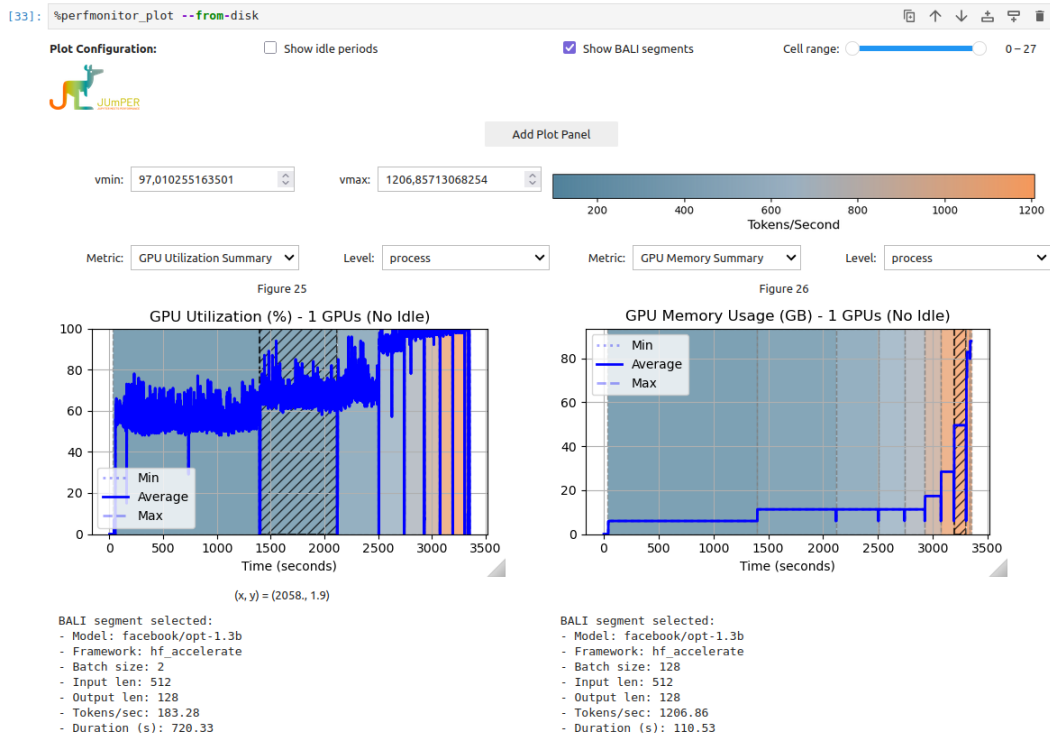 [33]: %perfmonitor_plot --from-disk
Plot Configuration: Show idle periods Show BALI segments Cell range: 0 – 27
JUmPER
Add Plot Panel
vmin: 97,010255163501 vmax: 1206,85713068254
200 400 600 800 1000 1200
Tokens/Second
Metric: GPU Utilization Summary Level: process Metric: GPU Memory Summary Level: process
Figure 25
GPU Utilization (%) - 1 GPUs (No Idle)
100
80
60
40
20
0
Min
Average
Max
0 500 1000 1500 2000 2500 3000 3500
Time (seconds)
(x, y) = (2058., 1.9)
BALI segment selected:
- Model: facebook/opt-1.3b
- Framework: hf_accelerate
- Batch size: 2
- Input len: 512
- Output len: 128
- Tokens/sec: 183.28
- Duration (s): 720.33
Figure 26
GPU Memory Usage (GB) - 1 GPUs (No Idle)
80
60
40
20
0
Min
Average
Max
0 500 1000 1500 2000 2500 3000 3500
Time (seconds)
BALI segment selected:
- Model: facebook/opt-1.3b
- Framework: hf_accelerate
- Batch size: 128
- Input len: 512
- Output len: 128
- Tokens/sec: 1206.86
- Duration (s): 110.53